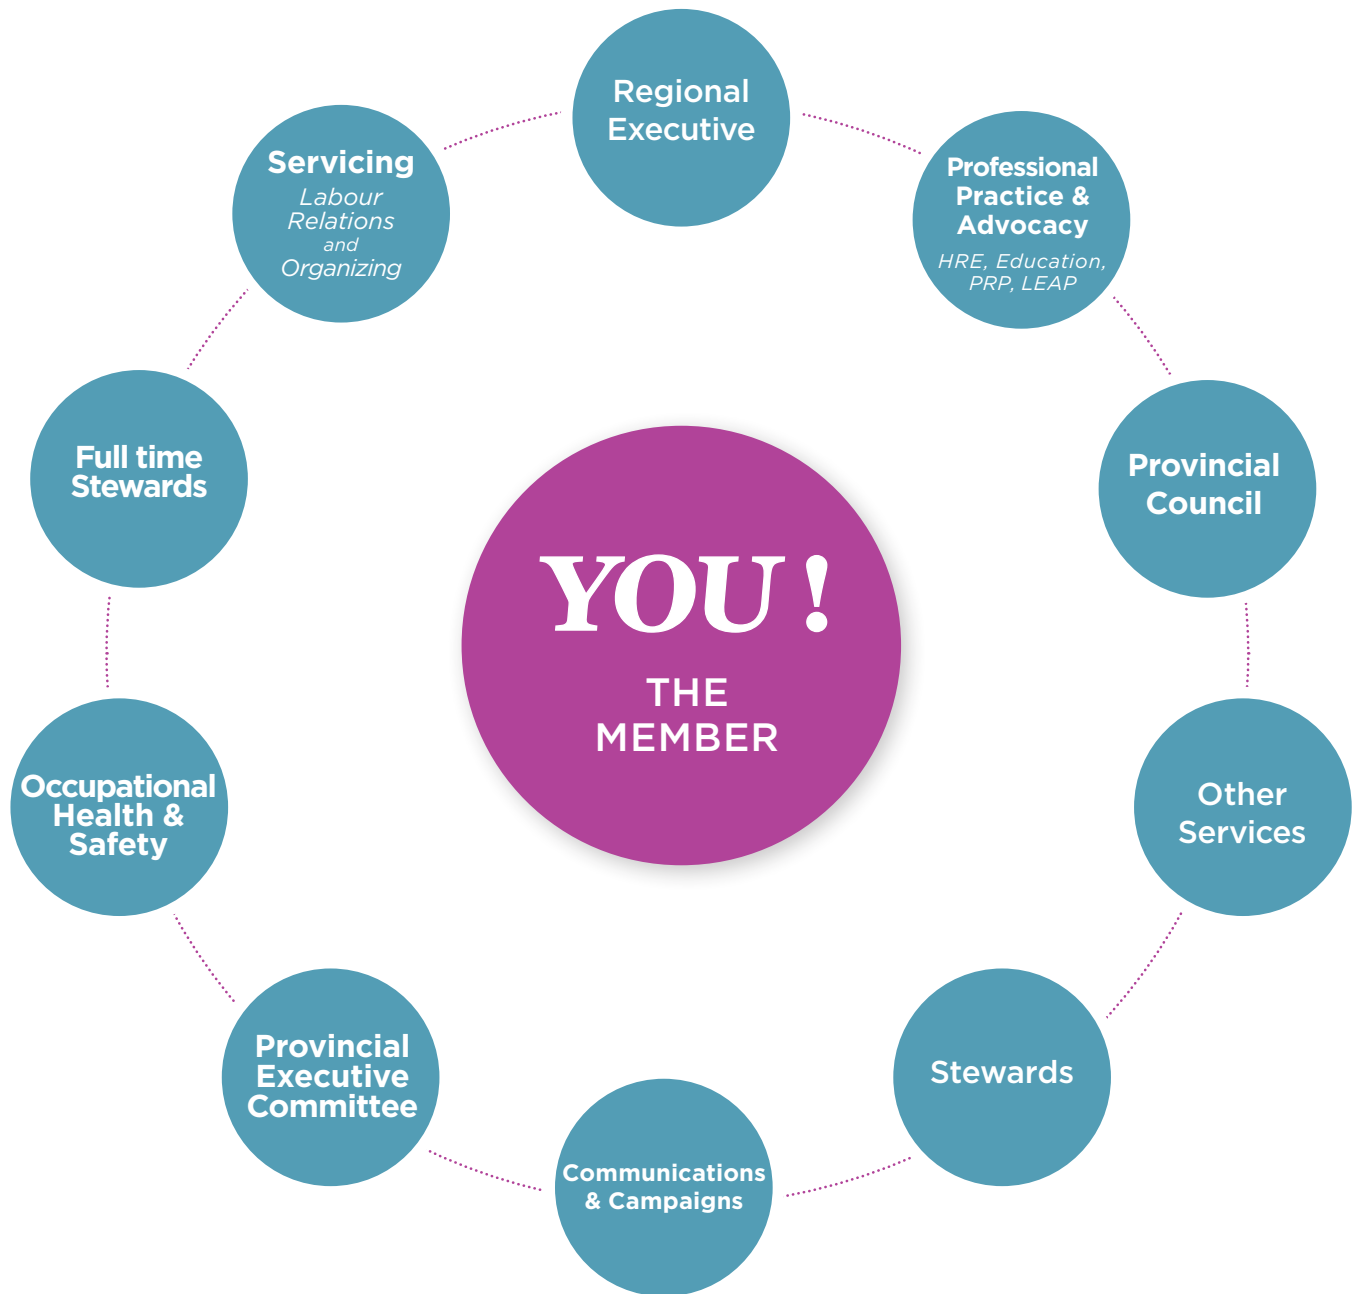 Regional
Executive
Professional
Practice &
Advocacy
HRE, Education,
PRP, LEAP
Provincial
Council
Other
Services
Stewards
Communications
& Campaigns
Provincial
Executive
Committee
Occupational
Health &
Safety
Full time
Stewards
Servicing
Labour
Relations
and
Organizing
YOU!
THE
MEMBER